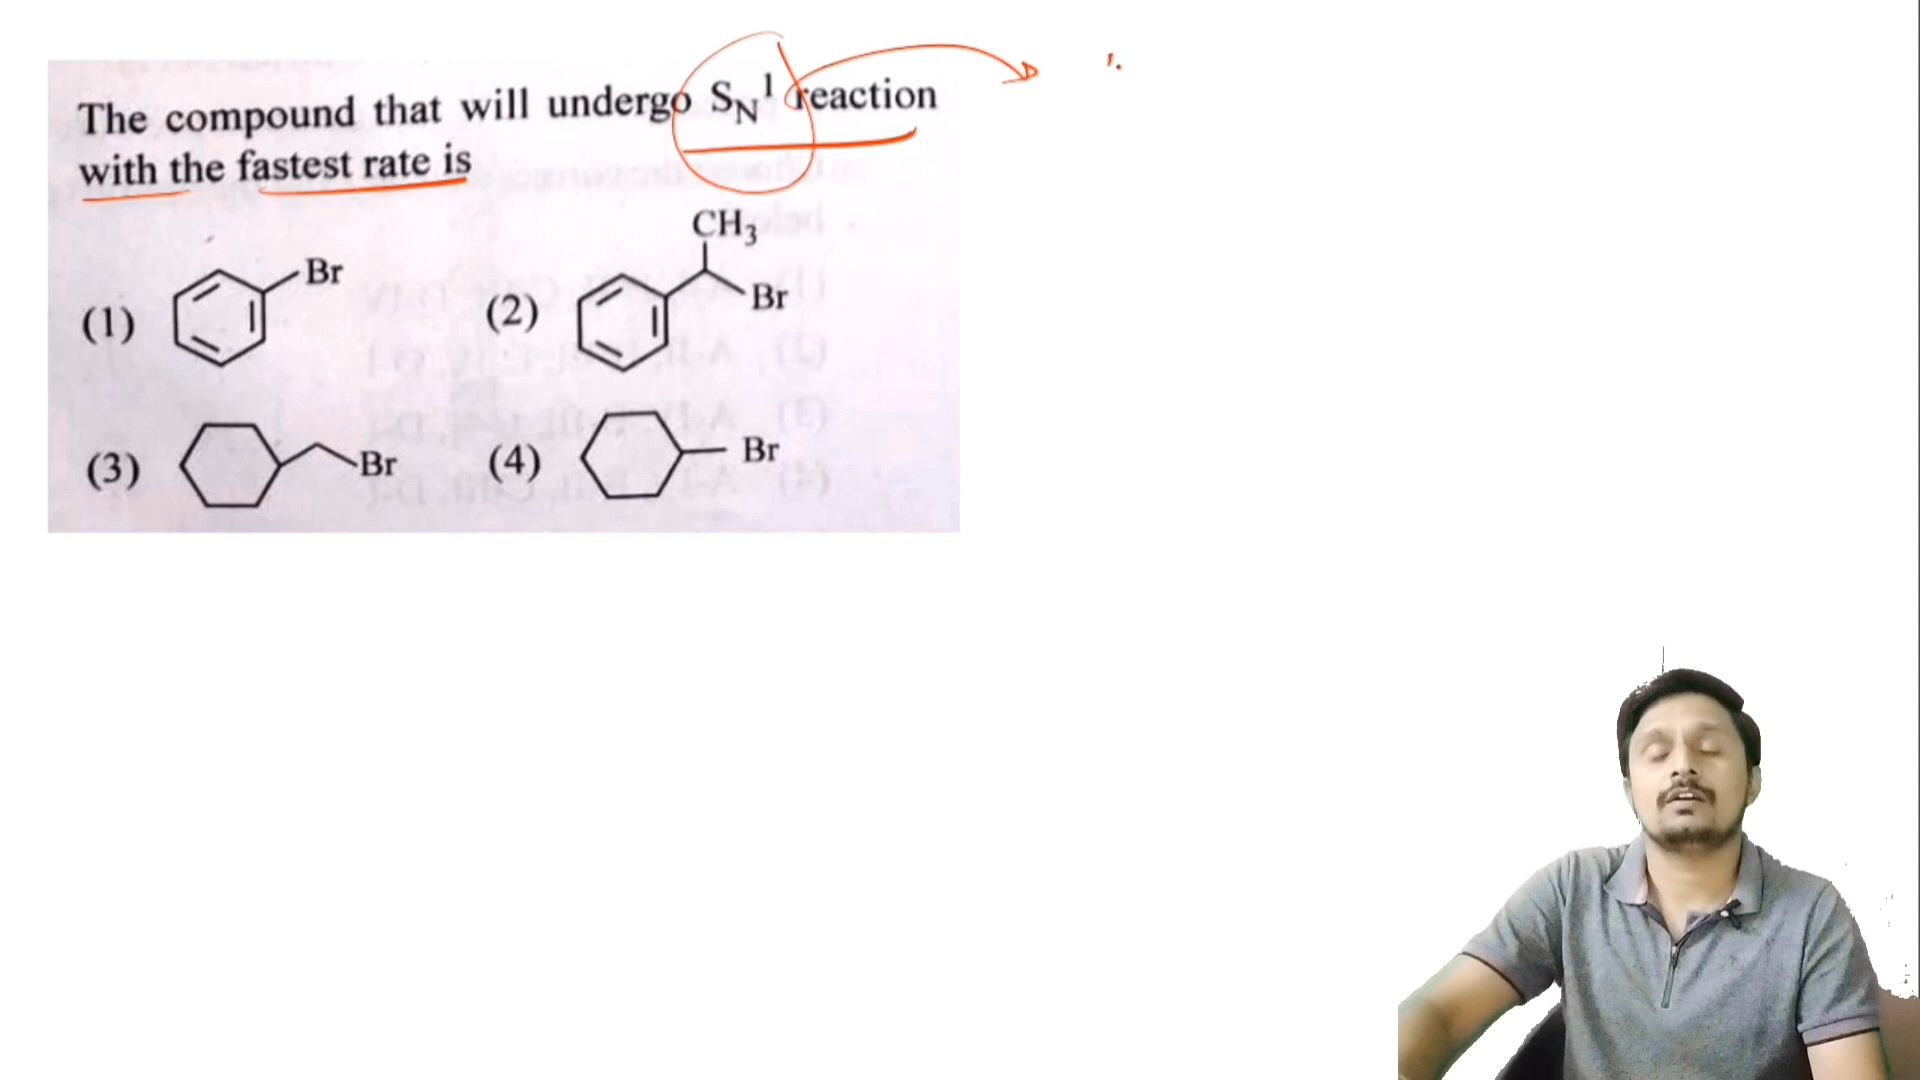 The compound that will undergo SN1 reaction
with the fastest rate is
(1) Br
(2) CH3 Br
(3) Br
(4) Br